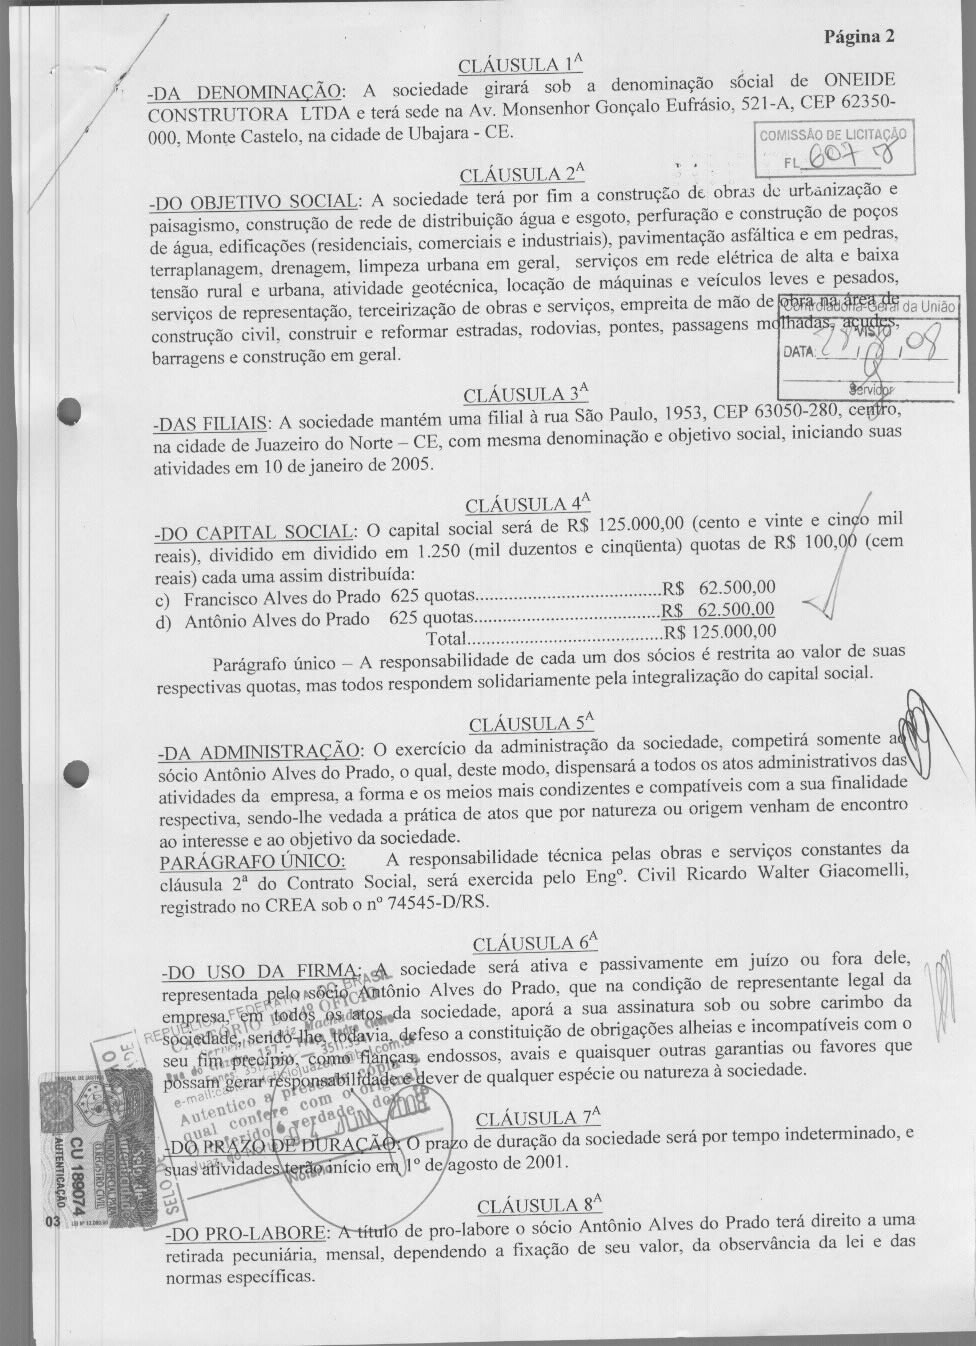 Página 2
CLÁUSULA 1ª
-DA DENOMINAÇÃO: A sociedade girará sob a denominação social de ONEIDE
CONSTRUTORA LTDA e terá sede na Av. Monsenhor Gonçalo Eufrásio, 521-A, CEP 62350-
000, Monte Castelo, na cidade de Ubajara - CE.
COMISSÃO DE LICITAÇÃO
FL 607
CLÁUSULA 2ª
-DO OBJETIVO SOCIAL: A sociedade terá por fim a construção de obras de urbanização e
paisagismo, construção de rede de distribuição água e esgoto, perfuração e construção de poços
de água, edificações (residenciais, comerciais e industriais), pavimentação asfáltica e em pedras,
terraplanagem, drenagem, limpeza urbana em geral, serviços em rede elétrica de alta e baixa
tensão rural e urbana, atividade geotécnica, locação de máquinas e veículos leves e pesados,
serviços de representação, terceirização de obras e serviços, empreita de mão de obra na área de
construção civil, construir e reformar estradas, rodovias, pontes, passagens molhadas, açudes,
barragens e construção em geral.
Controladoria-Geral da União
VISTO
DATA: 08
Servidor
CLÁUSULA 3ª
-DAS FILIAIS: A sociedade mantém uma filial à rua São Paulo, 1953, CEP 63050-280, centro,
na cidade de Juazeiro do Norte – CE, com mesma denominação e objetivo social, iniciando suas
atividades em 10 de janeiro de 2005.
CLÁUSULA 4ª
-DO CAPITAL SOCIAL: O capital social será de R$ 125.000,00 (cento e vinte e cinco mil
reais), dividido em dividido em 1.250 (mil duzentos e cinqüenta) quotas de R$ 100,00 (cem
reais) cada uma assim distribuída:
c) Francisco Alves do Prado 625 quotas.......................................R$ 62.500,00
d) Antônio Alves do Prado 625 quotas.......................................R$ 62.500,00
Total.........................................R$ 125.000,00
Parágrafo único – A responsabilidade de cada um dos sócios é restrita ao valor de suas
respectivas quotas, mas todos respondem solidariamente pela integralização do capital social.
CLÁUSULA 5ª
-DA ADMINISTRAÇÃO: O exercício da administração da sociedade, competirá somente ao
sócio Antônio Alves do Prado, o qual, deste modo, dispensará a todos os atos administrativos das
atividades da empresa, a forma e os meios mais condizentes e compatíveis com a sua finalidade
respectiva, sendo-lhe vedada a prática de atos que por natureza ou origem venham de encontro
ao interesse e ao objetivo da sociedade.
PARÁGRAFO ÚNICO: A responsabilidade técnica pelas obras e serviços constantes da
cláusula 2ª do Contrato Social, será exercida pelo Engº. Civil Ricardo Walter Giacomelli,
registrado no CREA sob o nº 74545-D/RS.
CLÁUSULA 6ª
-DO USO DA FIRMA: A sociedade será ativa e passivamente em juízo ou fora dele,
representada pelo sócio Antônio Alves do Prado, que na condição de representante legal da
empresa, em todos os atos da sociedade, aporá a sua assinatura sob ou sobre carimbo da
sociedade, sendo-lhe, todavia, defeso a constituição de obrigações alheias e incompatíveis com o
seu fim precípio, como fianças, endossos, avais e quaisquer outras garantias ou favores que
possam gerar responsabilidade e dever de qualquer espécie ou natureza à sociedade.
REPÚBLICA FEDERATIVA DO BRASIL
CARTÓRIO 4º OFÍCIO
Autentico a presente cópia
qual confere com o original
CLÁUSULA 7ª
-DO PRAZO DE DURAÇÃO: O prazo de duração da sociedade será por tempo indeterminado, e
suas atividades terão início em 1º de agosto de 2001.
AUTENTICAÇÃO
CU 189074
SELO DE
03
CLÁUSULA 8ª
-DO PRO-LABORE: A título de pro-labore o sócio Antônio Alves do Prado terá direito a uma
retirada pecuniária, mensal, dependendo a fixação de seu valor, da observância da lei e das
normas específicas.